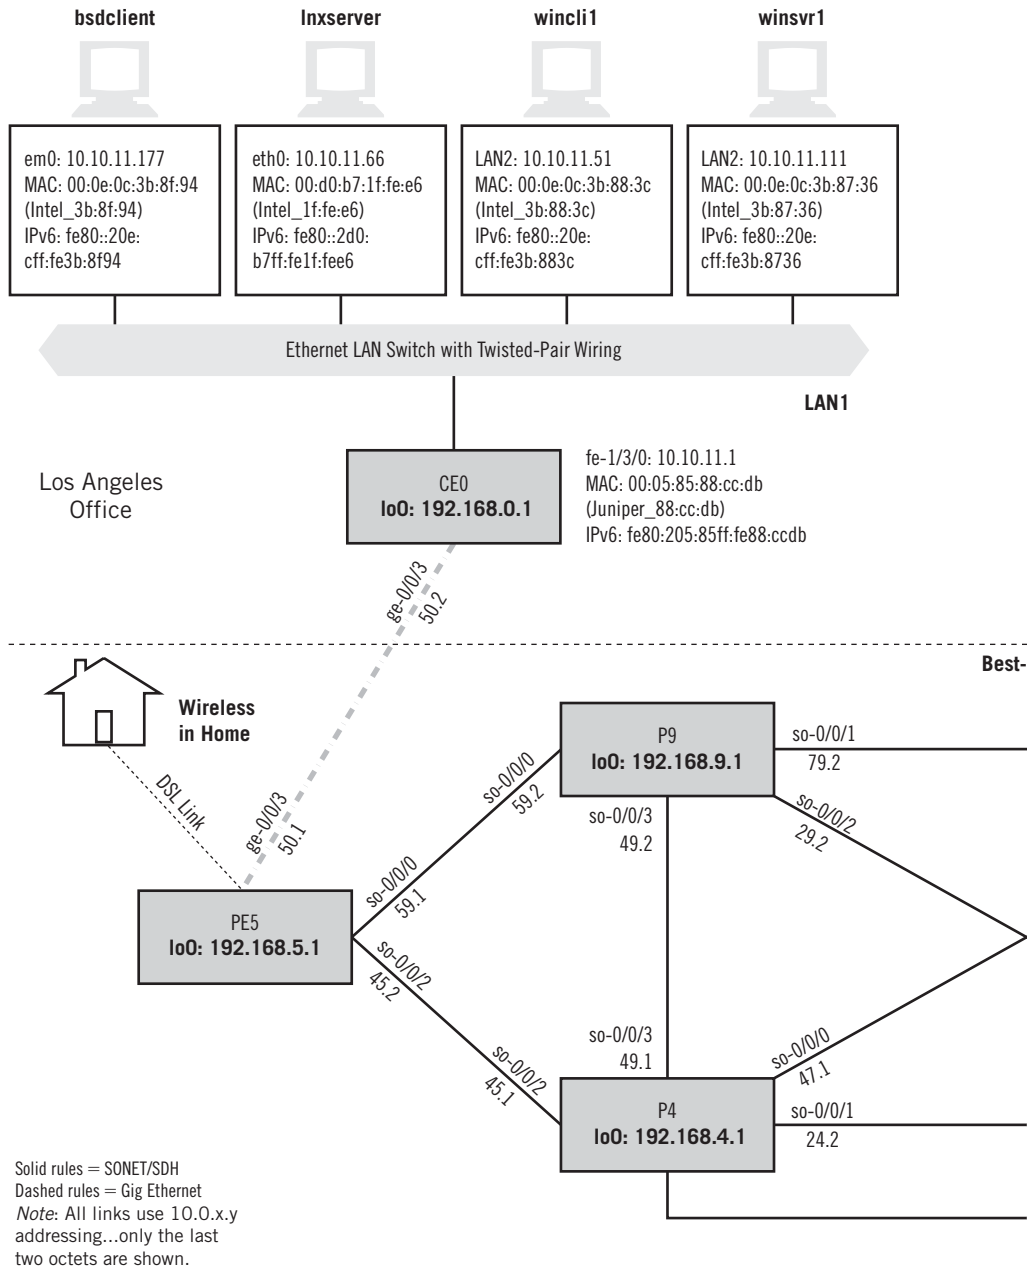 bsdclient
lnxserver
wincli1
winsvr1
em0: 10.10.11.177
MAC: 00:0e:0c:3b:8f:94
(Intel_3b:8f:94)
IPv6: fe80::20e:
cff:fe3b:8f94
eth0: 10.10.11.66
MAC: 00:d0:b7:1f:fe:e6
(Intel_1f:fe:e6)
IPv6: fe80::2d0:
b7ff:fe1f:fee6
LAN2: 10.10.11.51
MAC: 00:0e:0c:3b:88:3c
(Intel_3b:88:3c)
IPv6: fe80::20e:
cff:fe3b:883c
LAN2: 10.10.11.111
MAC: 00:0e:0c:3b:87:36
(Intel_3b:87:36)
IPv6: fe80::20e:
cff:fe3b:8736
Ethernet LAN Switch with Twisted-Pair Wiring
LAN1
Los Angeles
Office
CE0
lo0: 192.168.0.1
fe-1/3/0: 10.10.11.1
MAC: 00:05:85:88:cc:db
(Juniper_88:cc:db)
IPv6: fe80:205:85ff:fe88:ccdb
ge-0/0/3
50.2
Best-
Wireless
in Home
DSL Link
ge-0/0/3
50.1
P9
lo0: 192.168.9.1
so-0/0/1
79.2
so-0/0/0
59.2
so-0/0/3
49.2
so-0/0/2
29.2
so-0/0/0
59.1
PE5
lo0: 192.168.5.1
so-0/0/2
45.2
so-0/0/2
45.1
so-0/0/3
49.1
so-0/0/0
47.1
P4
lo0: 192.168.4.1
so-0/0/1
24.2
Solid rules = SONET/SDH
Dashed rules = Gig Ethernet
Note: All links use 10.0.x.y
addressing...only the last
two octets are shown.